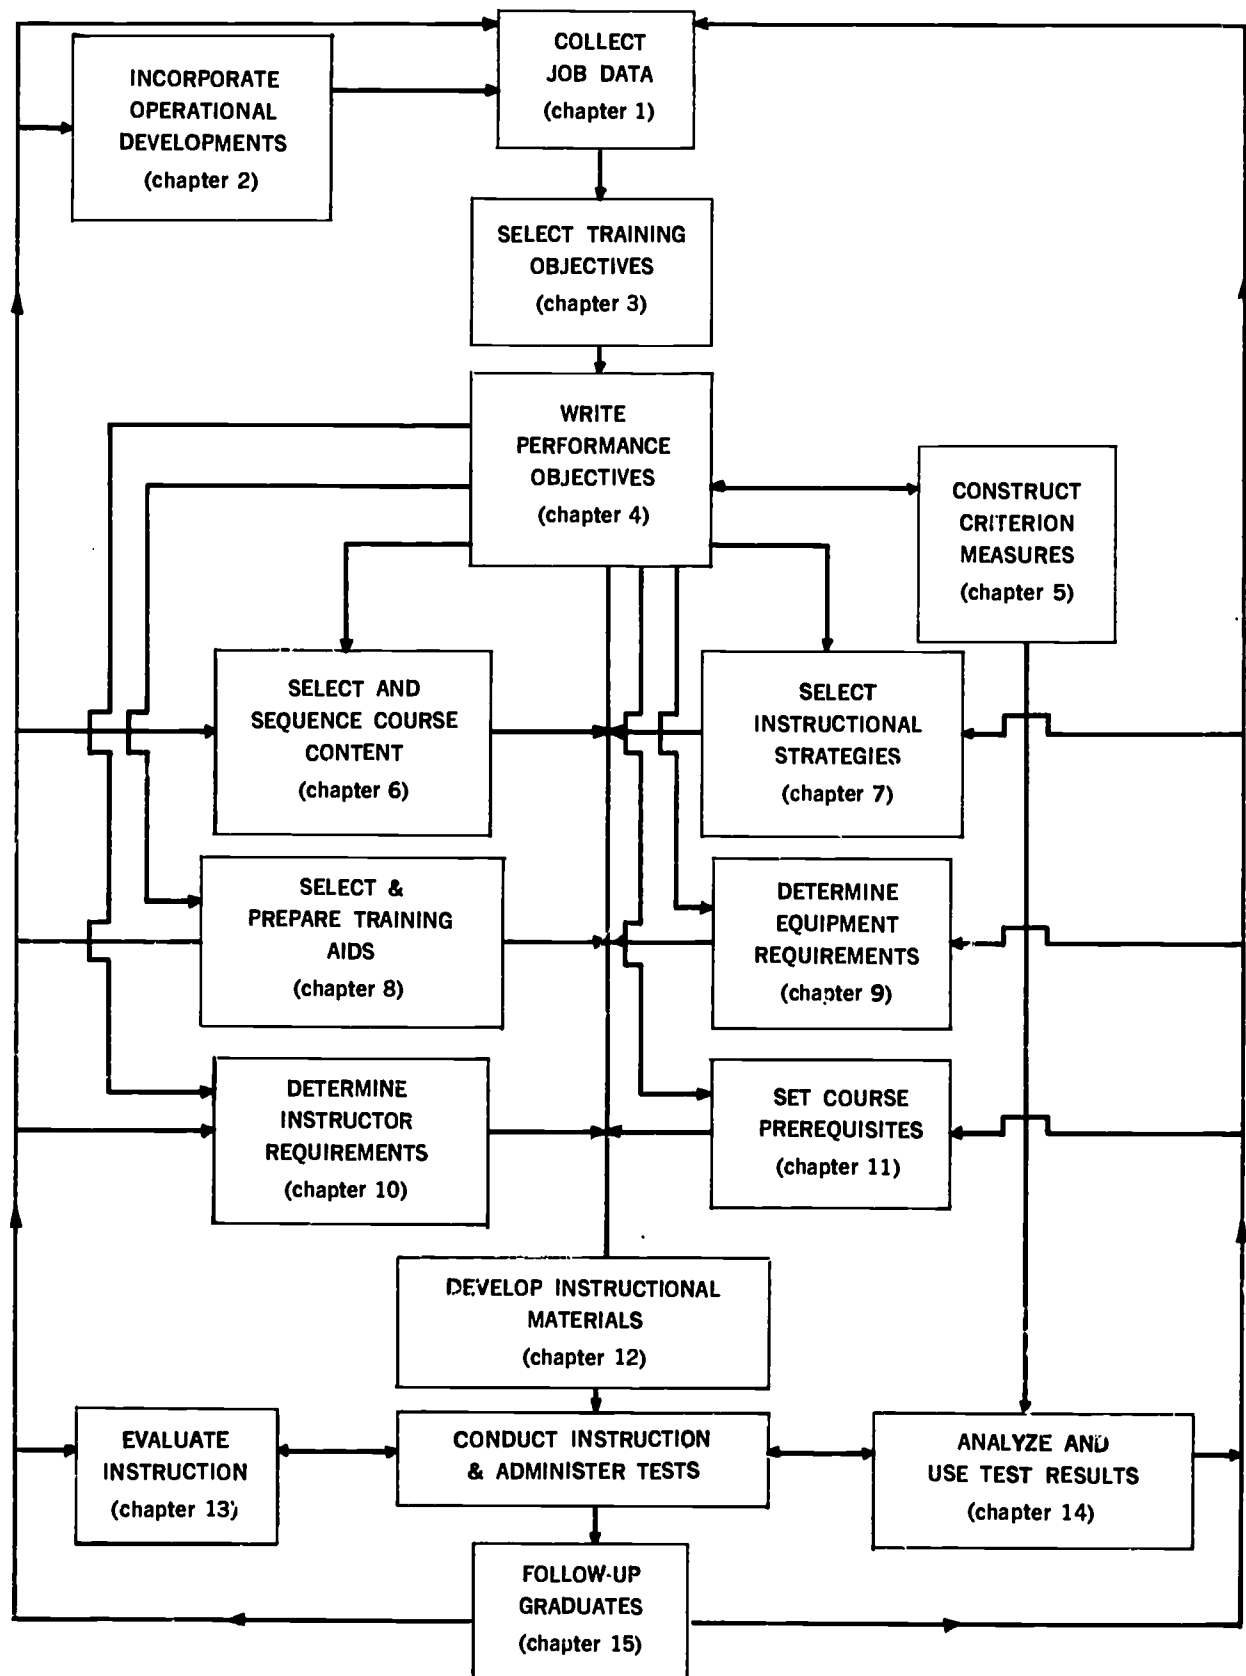 COLLECT
JOB DATA
(chapter 1)
INCORPORATE
OPERATIONAL
DEVELOPMENTS
(chapter 2)
SELECT TRAINING
OBJECTIVES
(chapter 3)
WRITE
PERFORMANCE
OBJECTIVES
(chapter 4)
CONSTRUCT
CRITERION
MEASURES
(chapter 5)
SELECT AND
SEQUENCE COURSE
CONTENT
(chapter 6)
SELECT
INSTRUCTIONAL
STRATEGIES
(chapter 7)
SELECT &
PREPARE TRAINING
AIDS
(chapter 8)
DETERMINE
EQUIPMENT
REQUIREMENTS
(chapter 9)
DETERMINE
INSTRUCTOR
REQUIREMENTS
(chapter 10)
SET COURSE
PREREQUISITES
(chapter 11)
DEVELOP INSTRUCTIONAL
MATERIALS
(chapter 12)
EVALUATE
INSTRUCTION
(chapter 13)
CONDUCT INSTRUCTION
& ADMINISTER TESTS
ANALYZE AND
USE TEST RESULTS
(chapter 14)
FOLLOW-UP
GRADUATES
(chapter 15)